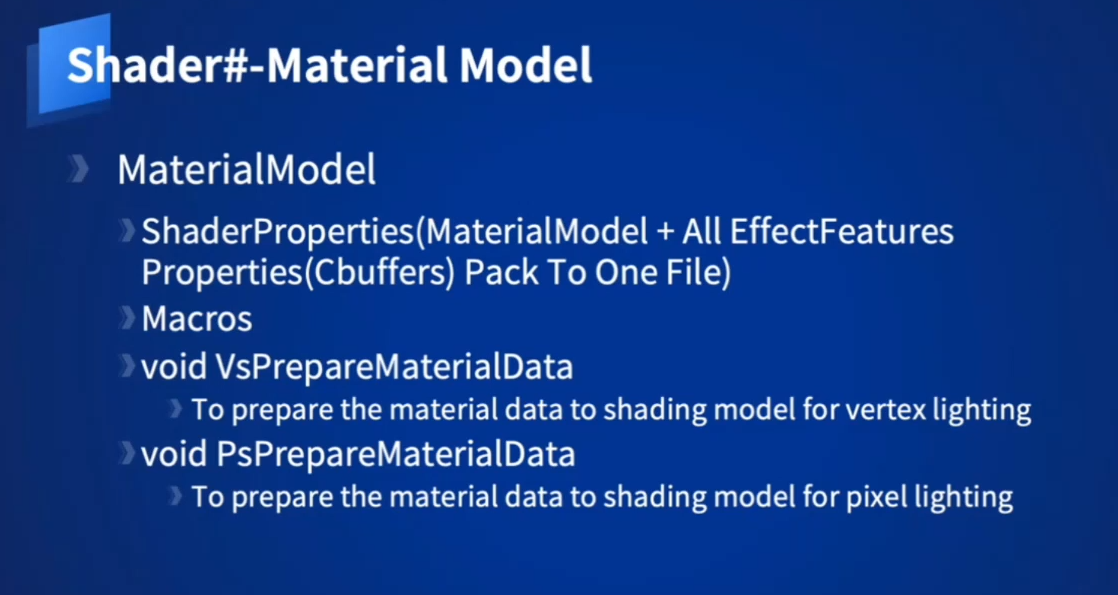 Shader#-Material Model
MaterialModel
ShaderProperties(MaterialModel + All EffectFeatures
Properties(Cbuffers) Pack To One File)
Macros
void VsPrepareMaterialData
To prepare the material data to shading model for vertex lighting
void PsPrepareMaterialData
To prepare the material data to shading model for pixel lighting